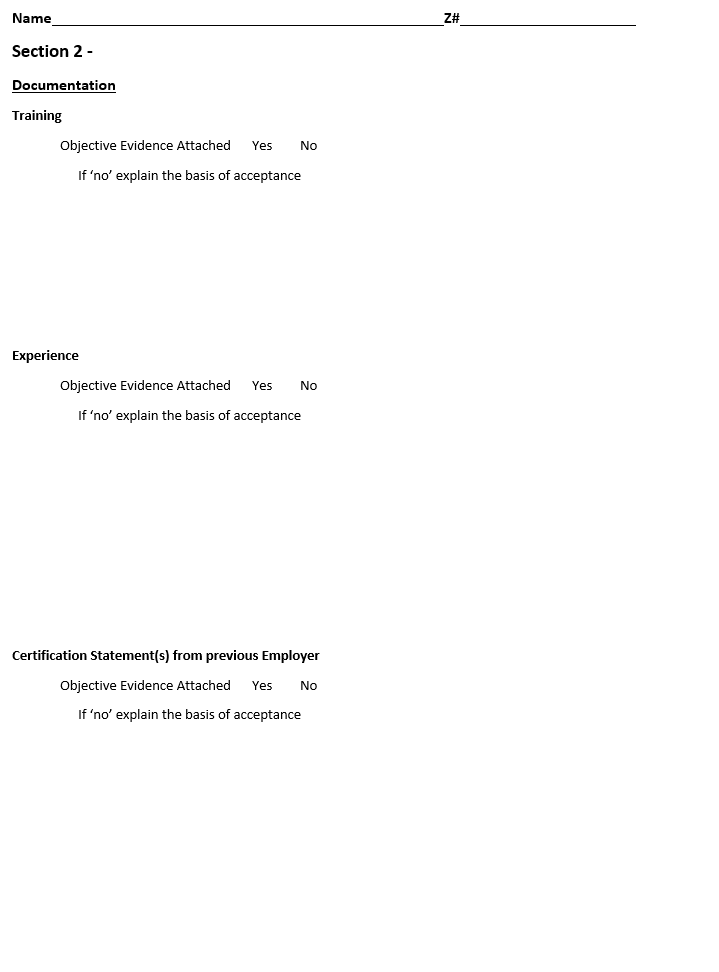 Name________________________________________________Z#______________________
Section 2 -
Documentation
Training
Objective Evidence Attached Yes No
If ‘no’ explain the basis of acceptance
Experience
Objective Evidence Attached Yes No
If ‘no’ explain the basis of acceptance
Certification Statement(s) from previous Employer
Objective Evidence Attached Yes No
If ‘no’ explain the basis of acceptance